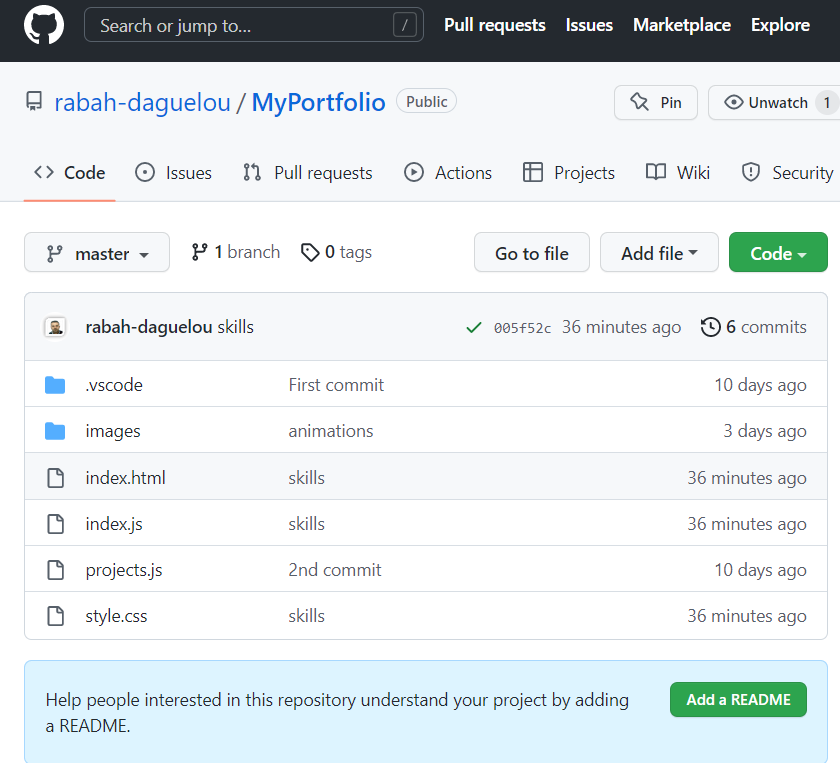 Search or jump to... / Pull requests Issues Marketplace Explore
rabah-daguelou / MyPortfolio Public Pin Unwatch 1
Code Issues Pull requests Actions Projects Wiki Security
master 1 branch 0 tags Go to file Add file Code
rabah-daguelou skills 005f52c 36 minutes ago 6 commits
.vscode First commit 10 days ago
images animations 3 days ago
index.html skills 36 minutes ago
index.js skills 36 minutes ago
projects.js 2nd commit 10 days ago
style.css skills 36 minutes ago
Help people interested in this repository understand your project by adding
a README.
Add a README